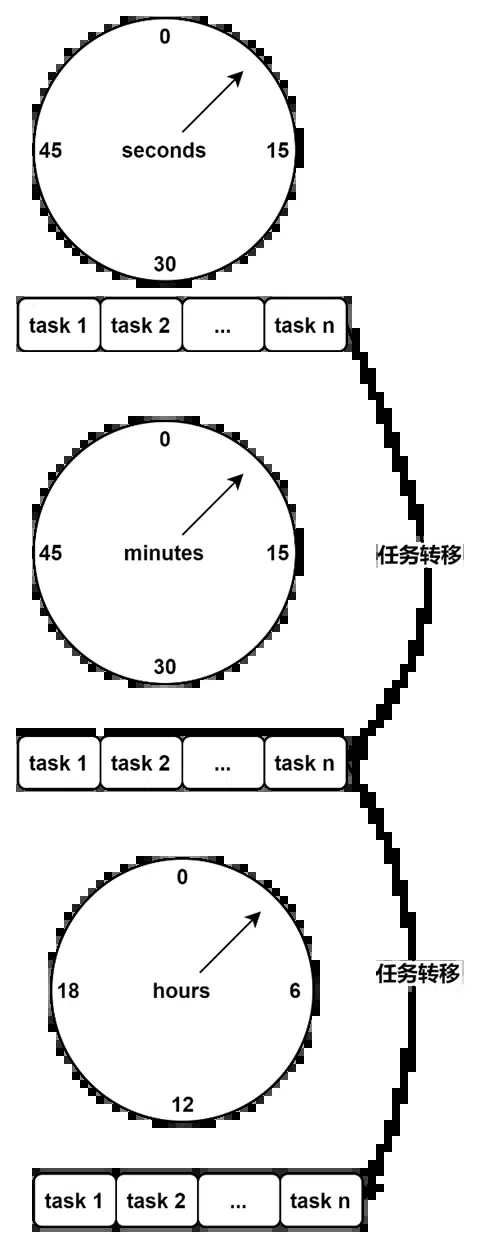 0
45 seconds 15
30
task 1 task 2 ... task n
0
45 minutes 15
任务转移
30
task 1 task 2 ... task n
0
任务转移
18 hours 6
12
task 1 task 2 ... task n